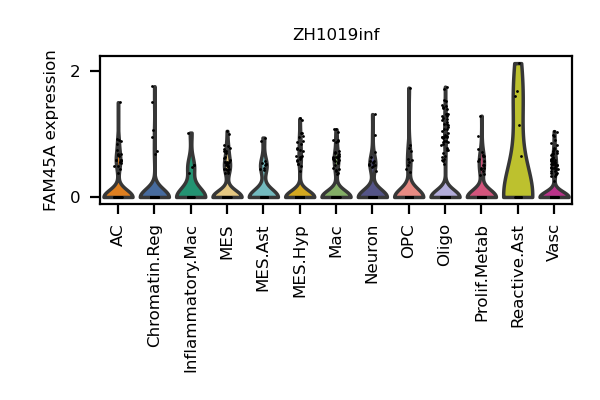 ZH1019inf
FAM45A expression
2
0
AC
Chromatin.Reg
Inflammatory.Mac
MES
MES.Ast
MES.Hyp
Mac
Neuron
OPC
Oligo
Prolif.Metab
Reactive.Ast
Vasc